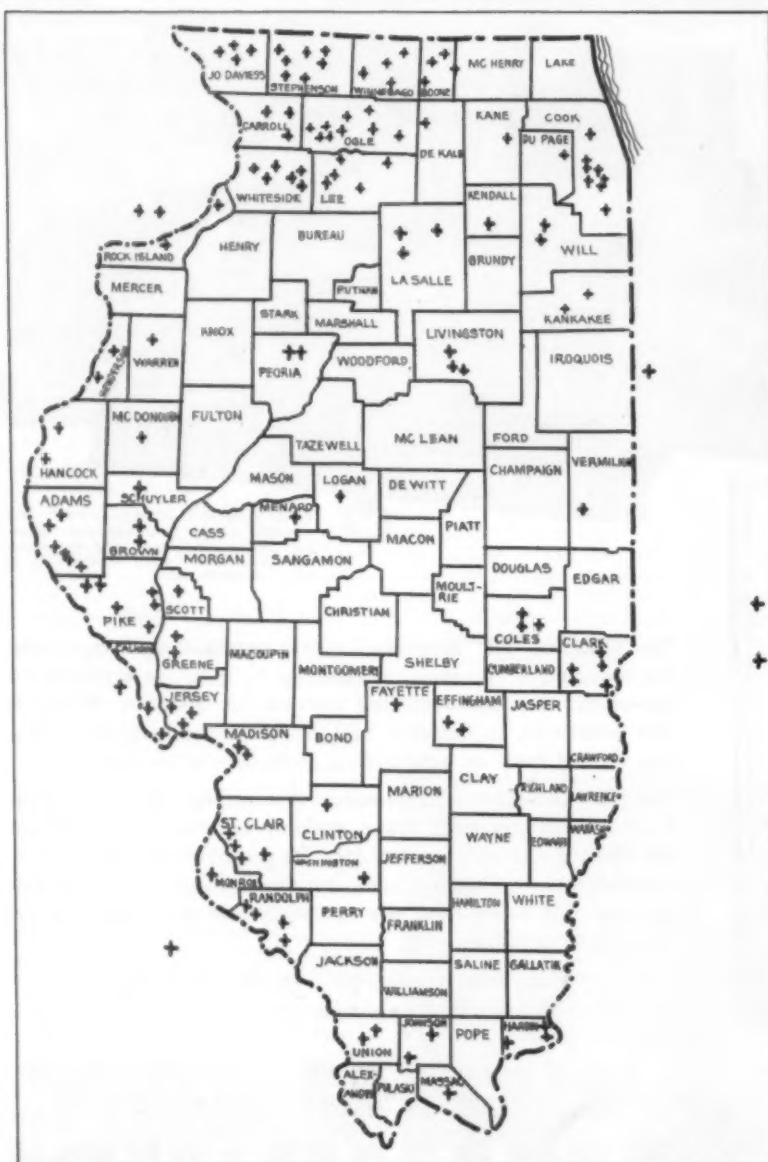 JO DAVIESS
STEPHENSON
WINNEBAGO
BOONE
MC HENRY
LAKE
CARROLL
OGLE
DE KALB
KANE
COOK
DU PAGE
WHITESIDE
LEE
KENDALL
WILL
ROCK ISLAND
HENRY
BUREAU
LA SALLE
GRUNDY
MERCER
PUTNAM
KANKAKEE
KNOX
STARK
MARSHALL
LIVINGSTON
HENDERSON
WARREN
PEORIA
WOODFORD
IROQUOIS
MC DONOUGH
FULTON
TAZEWELL
MC LEAN
FORD
HANCOCK
VERMILION
ADAMS
SCHUYLER
MASON
LOGAN
DE WITT
CHAMPAIGN
MENARD
PIATT
BROWN
CASS
MACON
MORGAN
SANGAMON
DOUGLAS
EDGAR
PIKE
SCOTT
CHRISTIAN
MOULT-
RIE
COLES
CLARK
GREENE
MACOUPIN
MONTGOMERY
SHELBY
CUMBERLAND
JERSEY
FAYETTE
EFFINGHAM
JASPER
MADISON
BOND
CRAWFORD
CLAY
RICHLAND
LAWRENCE
MARION
ST. CLAIR
CLINTON
WAYNE
EDWARDS
WABASH
WASHINGTON
JEFFERSON
MONROE
RANDOLPH
PERRY
HAMILTON
WHITE
FRANKLIN
JACKSON
SALINE
GALLATIN
WILLIAMSON
UNION
JOHNSON
POPE
HARDIN
ALEX-
ANDER
PULASKI
MASSAC